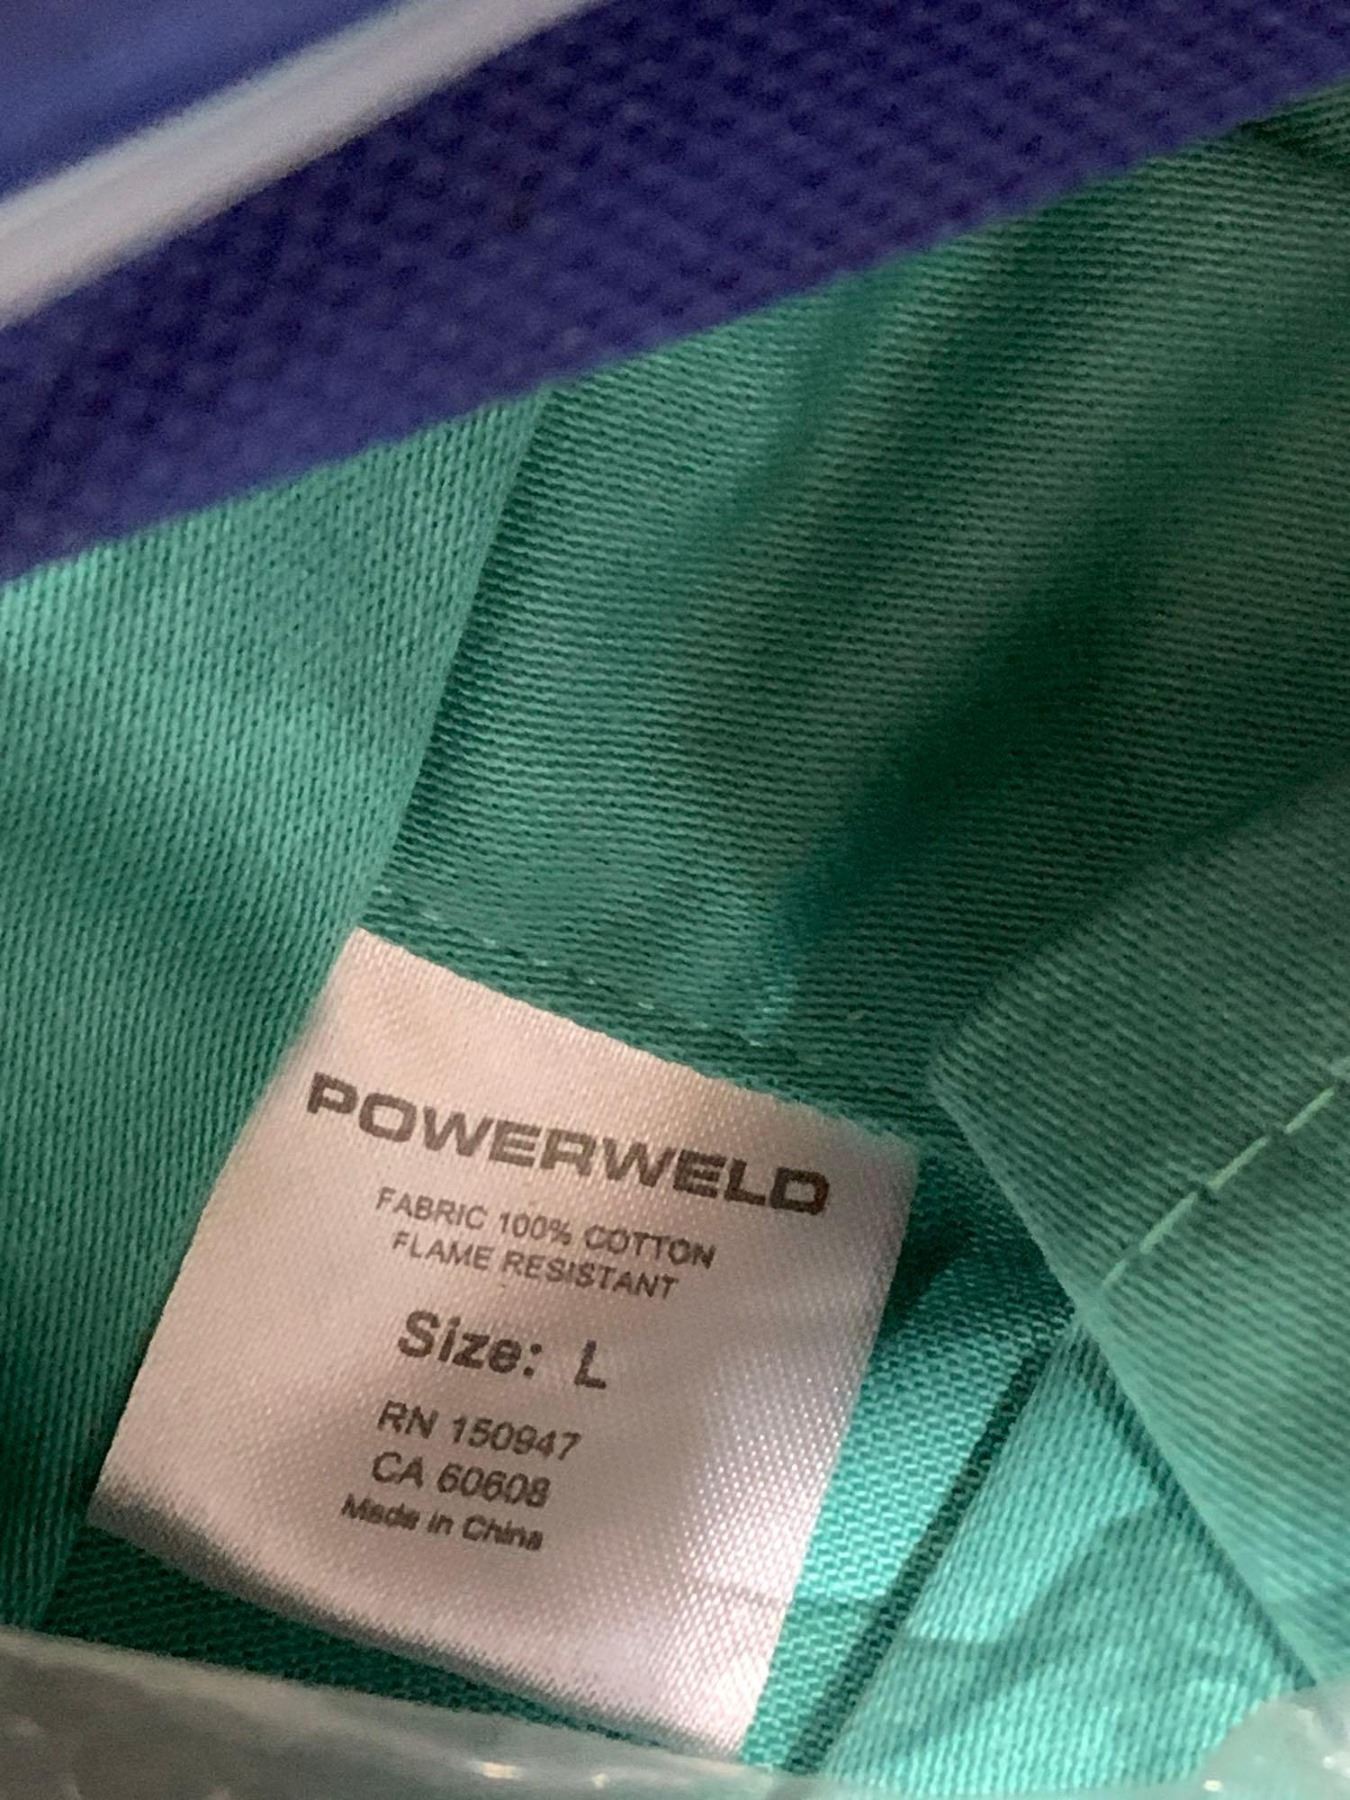 POWERWELD
FABRIC 100% COTTON
FLAME RESISTANT
Size: L
RN 150947
CA 60608
Made in China